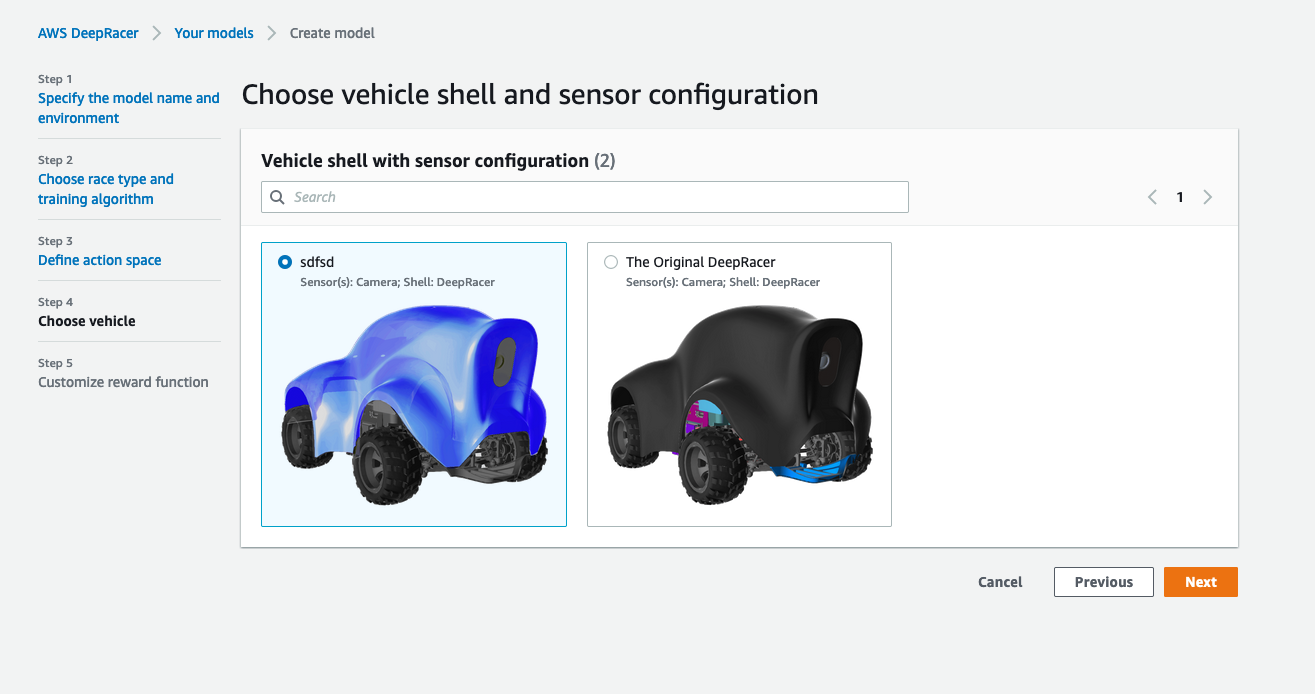 AWS DeepRacer
Your models
Create model
Step 1
Specify the model name and
environment
Step 2
Choose race type and
training algorithm
Step 3
Define action space
Step 4
Choose vehicle
Step 5
Customize reward function
Choose vehicle shell and sensor configuration
Vehicle shell with sensor configuration (2)
Search
1
sdfsd
Sensor(s): Camera; Shell: DeepRacer
The Original DeepRacer
Sensor(s): Camera; Shell: DeepRacer
Cancel
Previous
Next